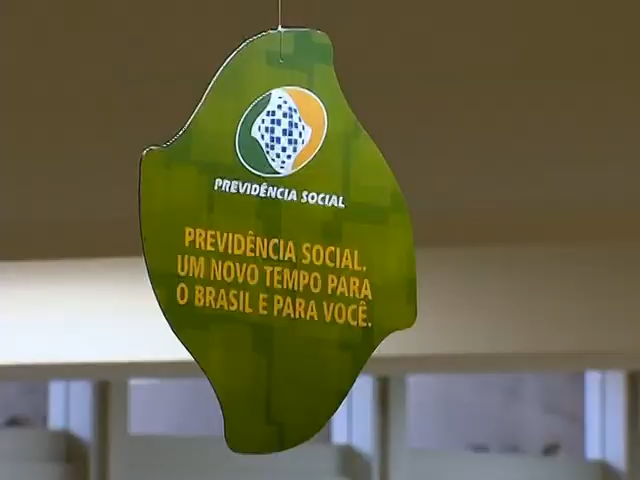 PREVIDÊNCIA SOCIAL
PREVIDÊNCIA SOCIAL,
UM NOVO TEMPO PARA
O BRASIL E PARA VOCÊ.